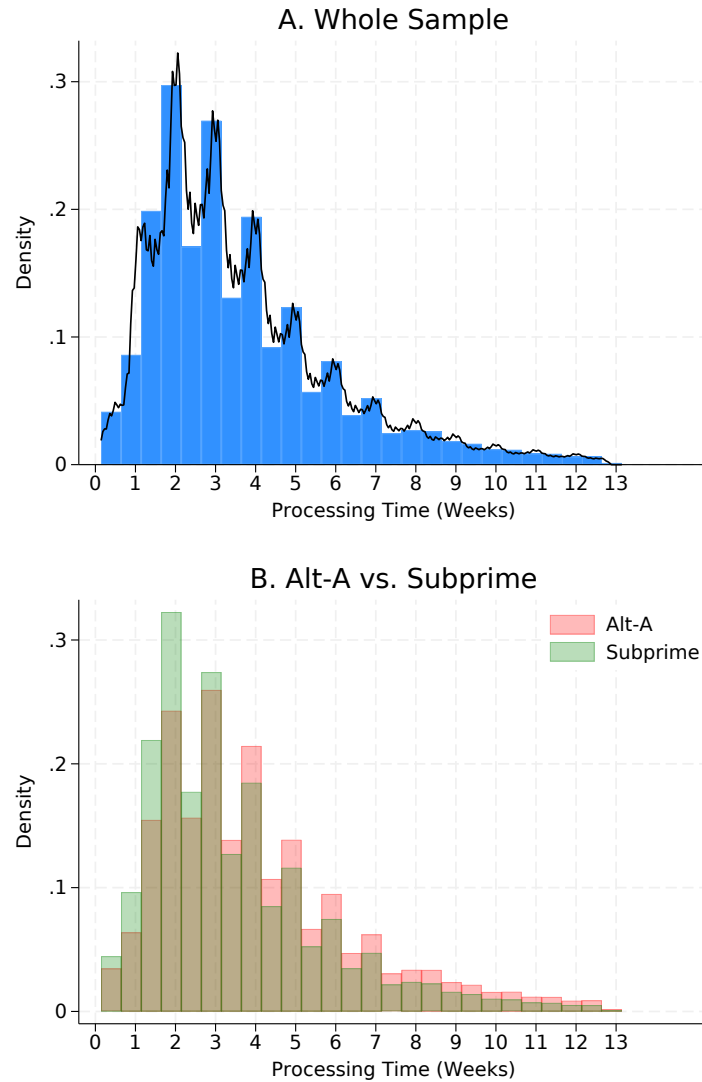 A. Whole Sample
.3
.2
.1
0
Density
0 1 2 3 4 5 6 7 8 9 10 11 12 13
Processing Time (Weeks)
B. Alt-A vs. Subprime
Alt-A
Subprime
.3
.2
.1
0
Density
0 1 2 3 4 5 6 7 8 9 10 11 12 13
Processing Time (Weeks)